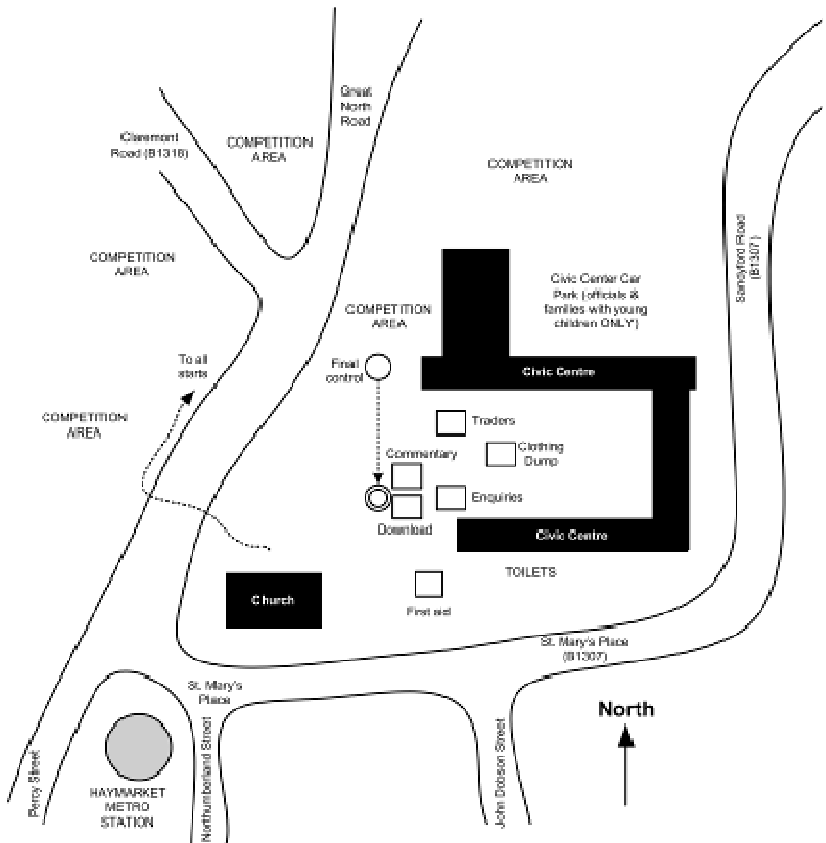 Great
North
Road
Claremont
Road (B1318)
COMPETITION
AREA
COMPETITION
AREA
COMPETITION
AREA
Sandyford Road
(B1307)
Civic Center Car
Park (officials &
families with young
children ONLY)
COMPETITION
AREA
To all
starts
Final
control
Civic Centre
COMPETITION
AREA
Traders
Clothing
Dump
Commentary
Enquiries
Download
Civic Centre
TOILETS
Church
First aid
St. Mary's Place
(B1307)
St. Mary's
Place
North
Percy Street
HAYMARKET
METRO
STATION
Northumberland Street
John Dobson Street